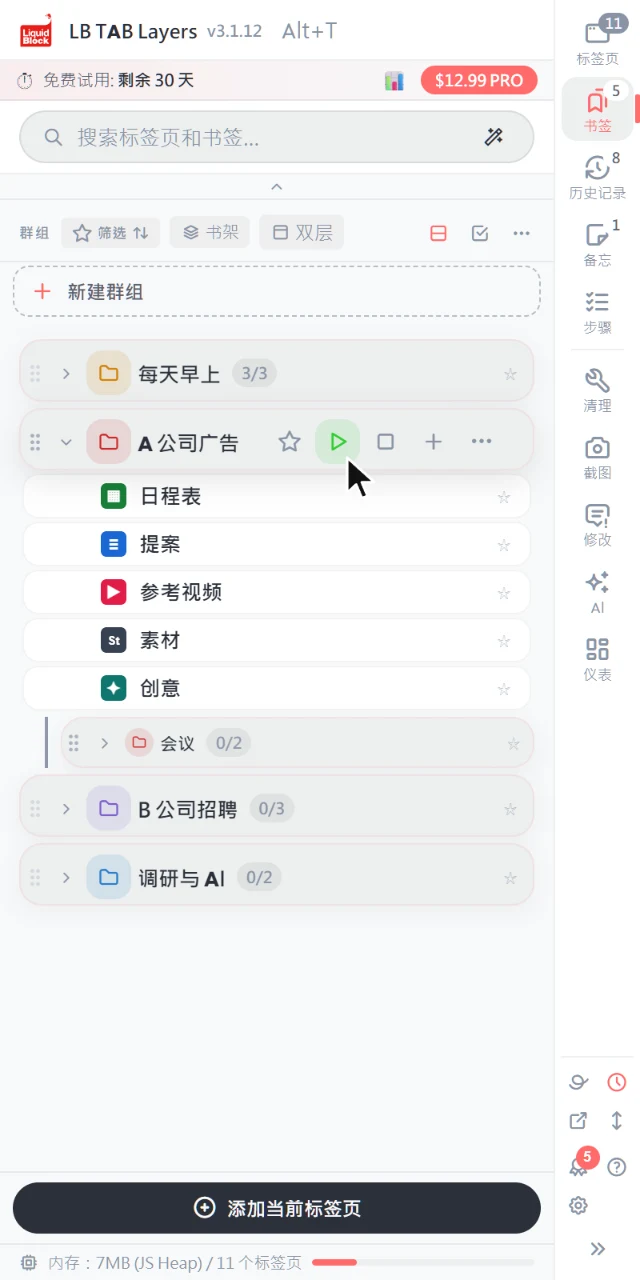 Liquid Block
LB TAB Layers v3.1.12 Alt+T
免费试用: 剩余 30 天
$12.99 PRO
搜索标签页和书签...
群组 筛选 书架 双层
新建群组
每天早上 3/3
A 公司广告
日程表
提案
参考视频
St 素材
创意
会议 0/2
B 公司招聘 0/3
调研与 AI 0/2
添加当前标签页
内存：7MB (JS Heap) / 11 个标签页
11
标签页
5
书签
8
历史记录
1
备忘
步骤
清理
截图
修改
AI
仪表
5